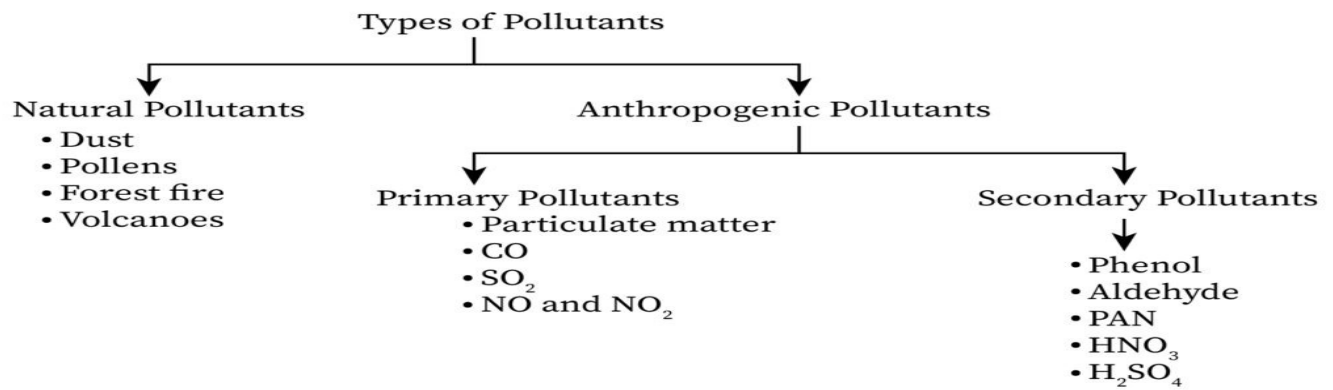 Types of Pollutants
Natural Pollutants
• Dust
• Pollens
• Forest fire
• Volcanoes
Anthropogenic Pollutants
Primary Pollutants
• Particulate matter
• CO
• SO₂
• NO and NO₂
Secondary Pollutants
• Phenol
• Aldehyde
• PAN
• HNO₃
• H₂SO₄